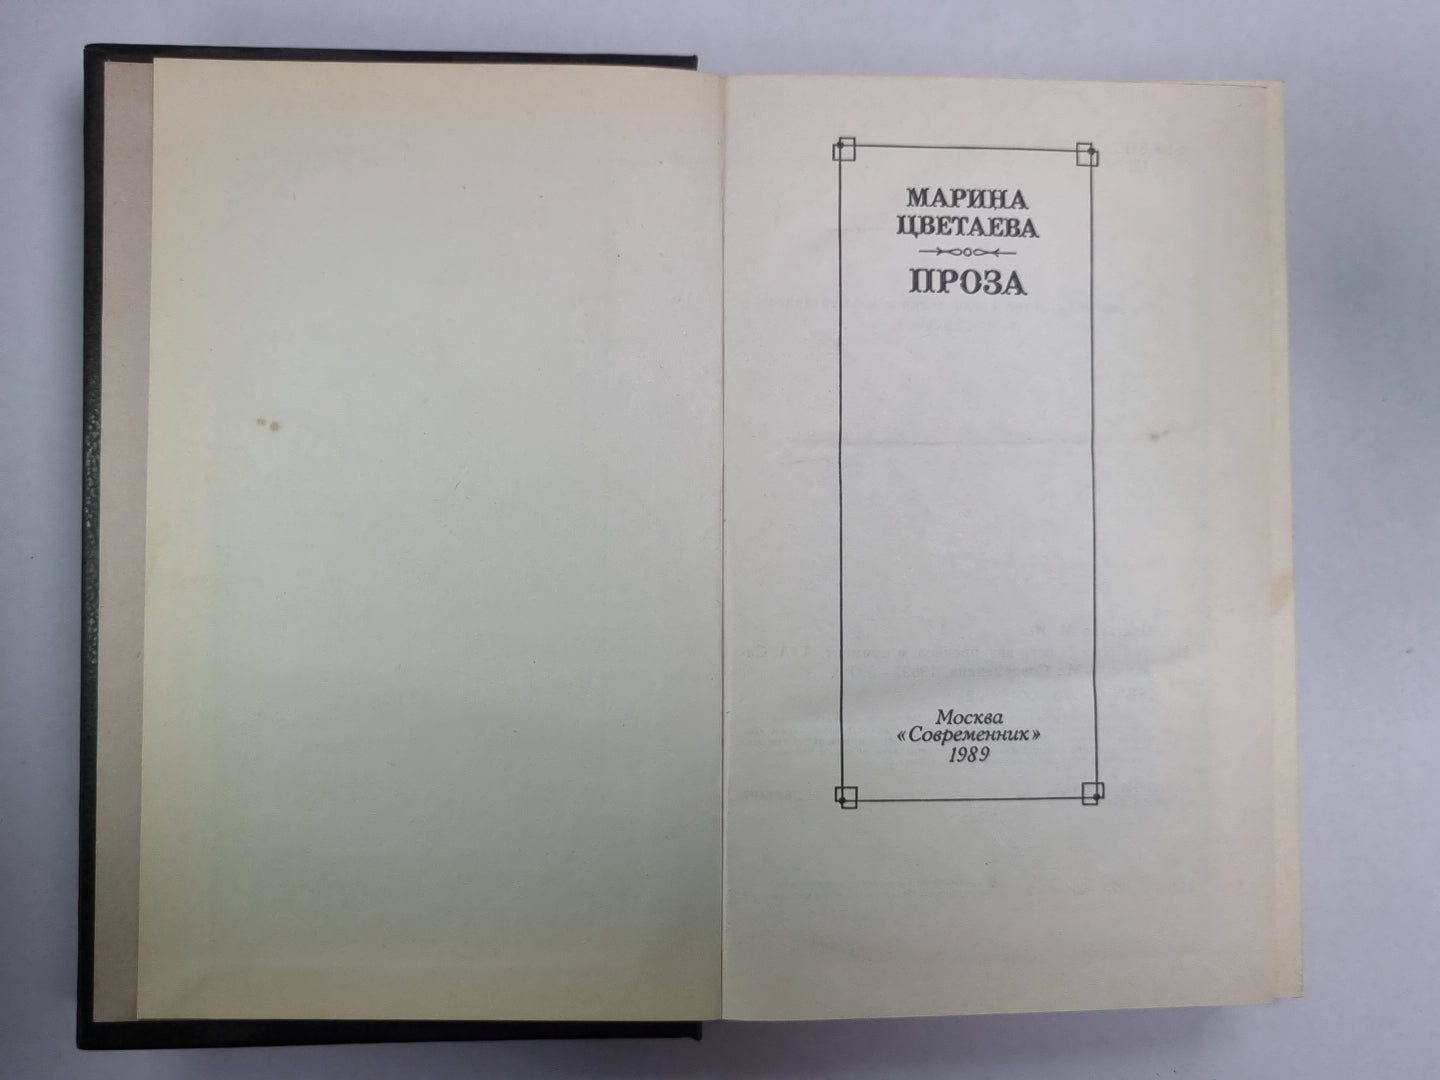 МАРИНА
ЦВЕТАЕВА
ПРОЗА
Москва
«Современник»
1989